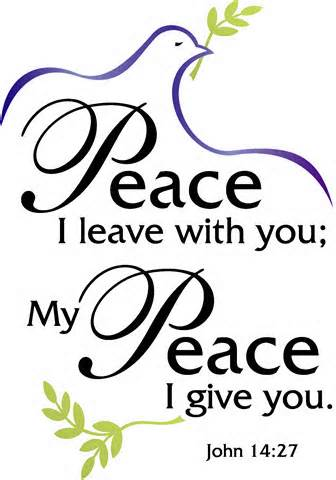 Peace
I leave with you;
My Peace
I give you.
John 14:27